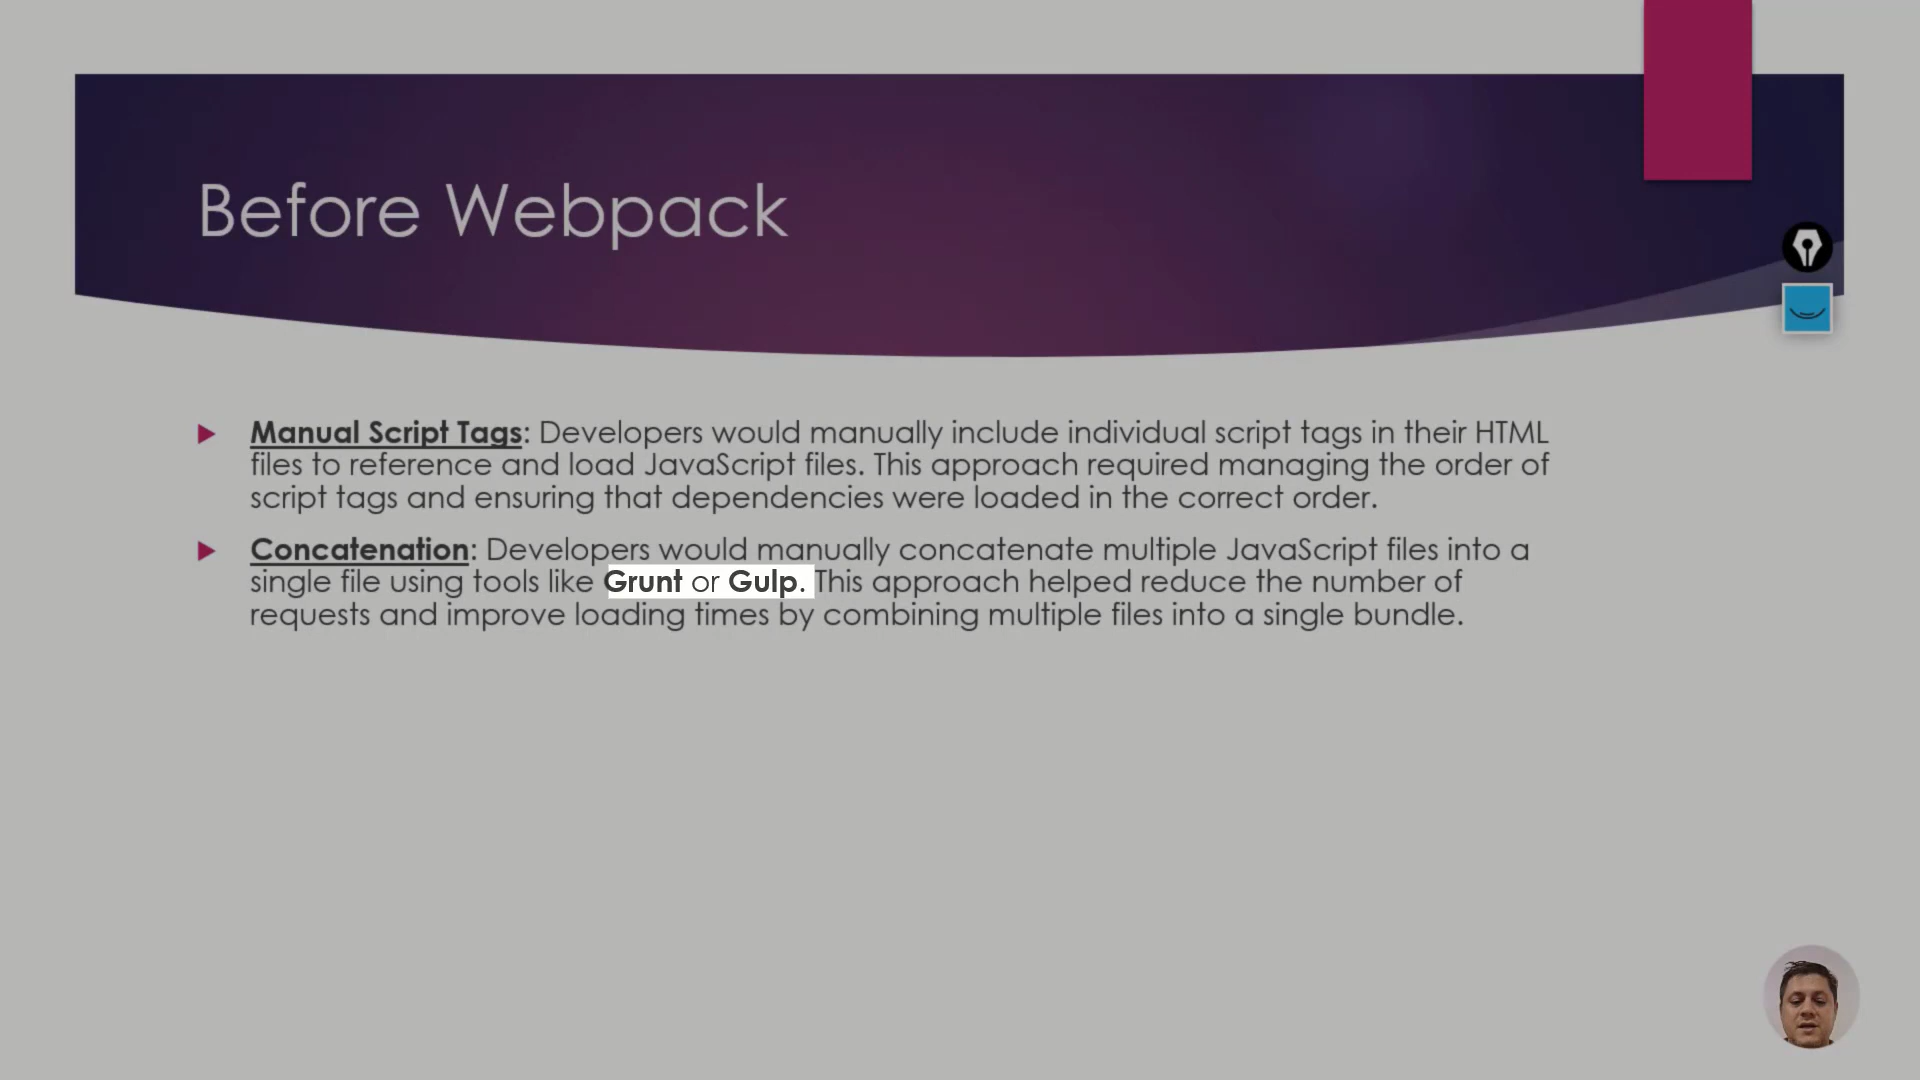 Before Webpack
Manual Script Tags: Developers would manually include individual script tags in their HTML
files to reference and load JavaScript files. This approach required managing the order of
script tags and ensuring that dependencies were loaded in the correct order.
Concatenation: Developers would manually concatenate multiple JavaScript files into a
single file using tools like Grunt or Gulp. This approach helped reduce the number of
requests and improve loading times by combining multiple files into a single bundle.